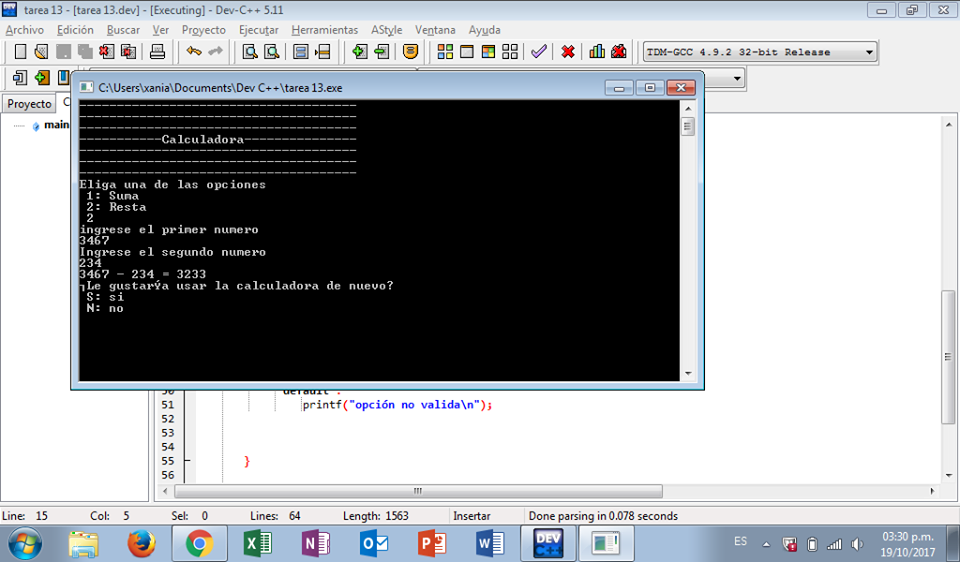 tarea 13 - [tarea 13.dev] - [Executing] - Dev-C++ 5.11
Archivo Edición Buscar Ver Proyecto Ejecutar Herramientas AStyle Ventana Ayuda
TDM-GCC 4.9.2 32-bit Release
Proyecto
main
C:\Users\xania\Documents\Dev C++\tarea 13.exe
-------------------------------------
-------------------------------------
-------------------------------------
-----------Calculadora---------------
-------------------------------------
-------------------------------------
-------------------------------------
Eliga una de las opciones
1: Suma
2: Resta
2
ingrese el primer numero
3467
Ingrese el segundo numero
234
3467 - 234 = 3233
┐Le gustarýa usar la calculadora de nuevo?
S: si
N: no
default :
51 printf("opción no valida\n");
52
53
54
55 }
56
Line: 15 Col: 5 Sel: 0 Lines: 64 Length: 1563 Insertar Done parsing in 0.078 seconds
DEV C++
ES
03:30 p.m.
19/10/2017